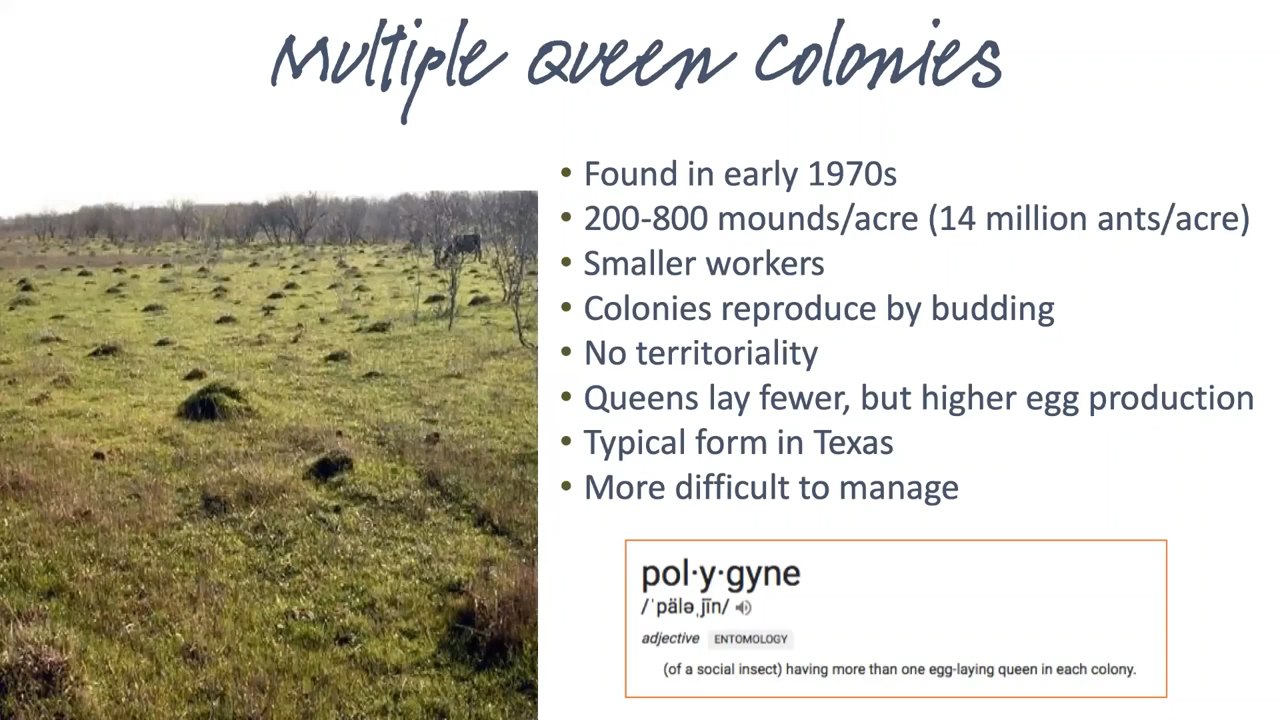 Multiple Queen Colonies
• Found in early 1970s
• 200-800 mounds/acre (14 million ants/acre)
• Smaller workers
• Colonies reproduce by budding
• No territoriality
• Queens lay fewer, but higher egg production
• Typical form in Texas
• More difficult to manage
pol·y·gyne
/ˈpäləˌjīn/
adjective ENTOMOLOGY
(of a social insect) having more than one egg-laying queen in each colony.